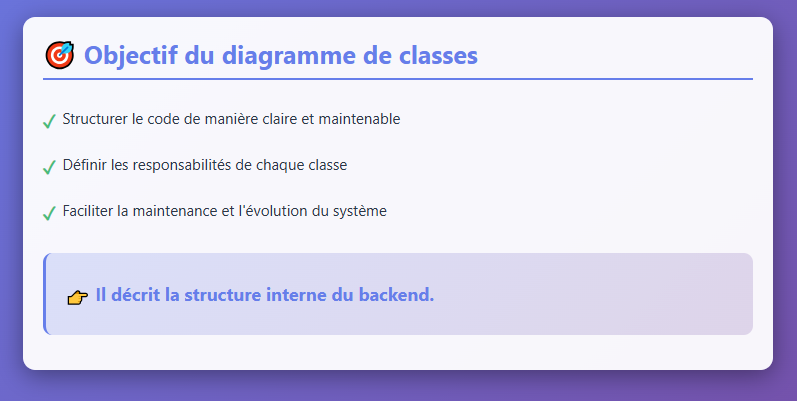 🎯 Objectif du diagramme de classes
✓ Structurer le code de manière claire et maintenable
✓ Définir les responsabilités de chaque classe
✓ Faciliter la maintenance et l'évolution du système
👉 Il décrit la structure interne du backend.